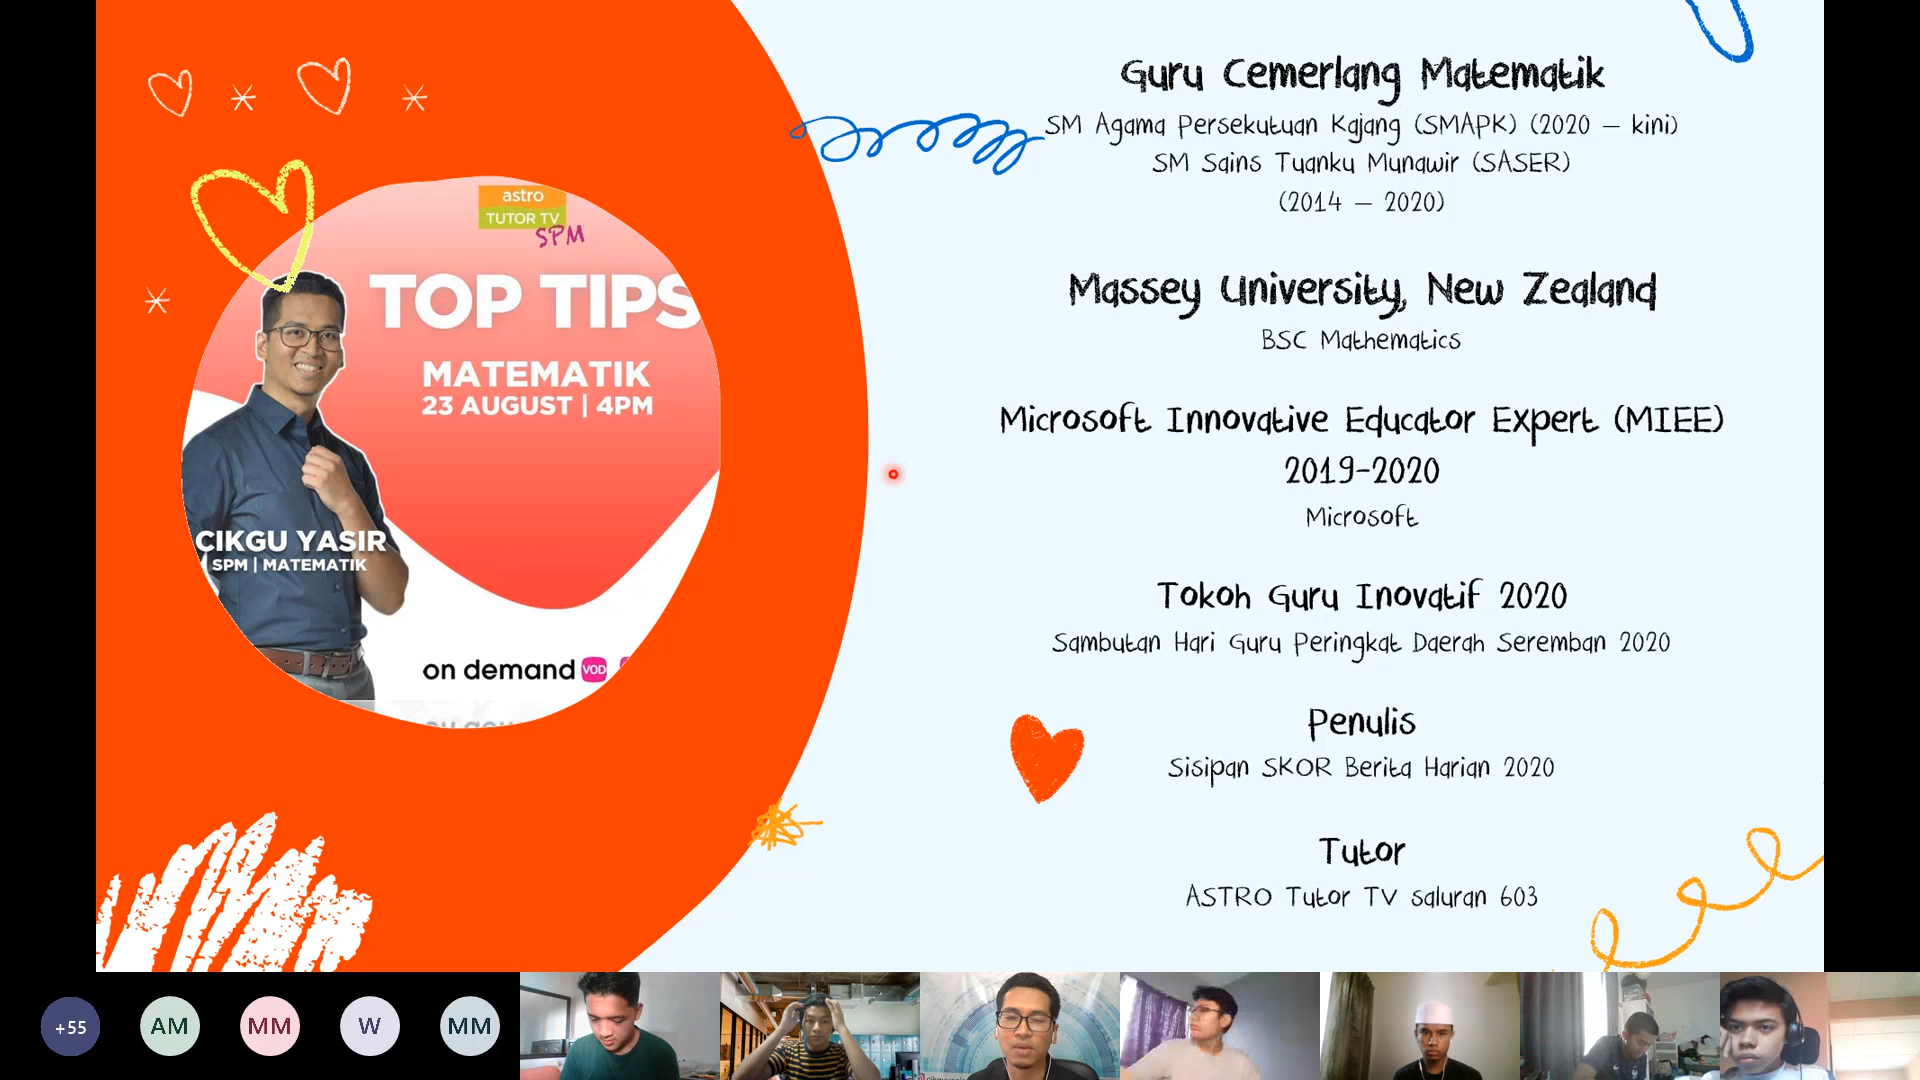 astro
TUTOR TV
SPM
TOP TIPS
MATEMATIK
23 AUGUST | 4PM
CIKGU YASIR
SPM | MATEMATIK
on demand VOD
Guru Cemerlang Matematik
SM Agama Persekutuan Kajang (SMAPK) (2020 – kini)
SM Sains Tuanku Munawir (SASER)
(2014 – 2020)
Massey University, New Zealand
BSC Mathematics
Microsoft Innovative Educator Expert (MIEE)
2019-2020
Microsoft
Tokoh Guru Inovatif 2020
Sambutan Hari Guru Peringkat Daerah Seremban 2020
Penulis
Sisipan SKOR Berita Harian 2020
Tutor
ASTRO Tutor TV saluran 603
+55
AM
MM
W
MM